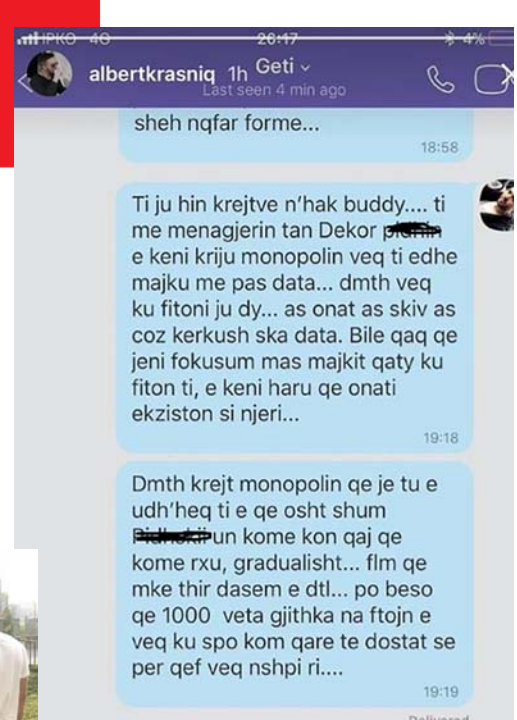 IPKO 4G 20:17 4%
albertkrasniq 1h Geti
Last seen 4 min ago
sheh nqfar forme...
18:58
Ti ju hin krejtve n'hak buddy.... ti
me menagjerin tan Dekor
e keni kriju monopolin veq ti edhe
majku me pas data... dmth veq
ku fitoni ju dy... as onat as skiv as
coz kerkush ska data. Bile qaq qe
jeni fokusum mas majkit qaty ku
fiton ti, e keni haru qe onati
ekziston si njeri...
19:18
Dmth krejt monopolin qe je tu e
udh'heq ti e qe osht shum
un kome kon qaj qe
kome rxu, gradualisht... flm qe
mke thir dasem e dtl... po beso
qe 1000 veta gjithka na ftojn e
veq ku spo kom qare te dostat se
per qef veq nshpi ri....
19:19
Delivered